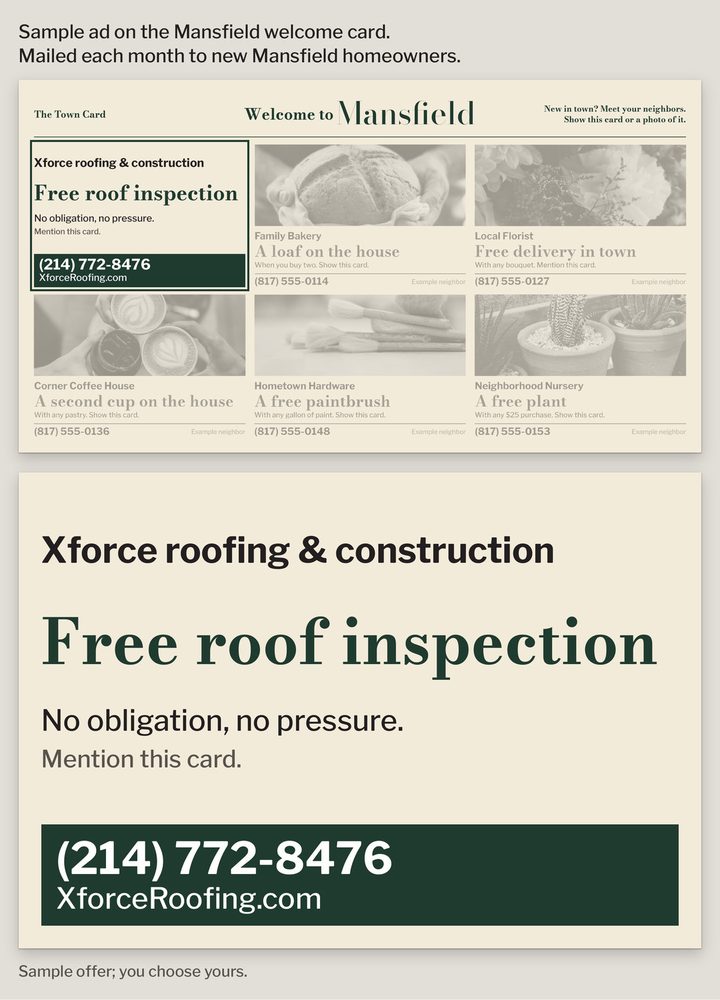 Sample ad on the Mansfield welcome card.
Mailed each month to new Mansfield homeowners.
The Town Card
Welcome to Mansfield
New in town? Meet your neighbors.
Show this card or a photo of it.
Xforce roofing & construction
Free roof inspection
No obligation, no pressure.
Mention this card.
(214) 772-8476
XforceRoofing.com
Family Bakery
A loaf on the house
When you buy two. Show this card.
(817) 555-0114
Example neighbor
Local Florist
Free delivery in town
With any bouquet. Mention this card.
(817) 555-0127
Example neighbor
Corner Coffee House
A second cup on the house
With any pastry. Show this card.
(817) 555-0136
Example neighbor
Hometown Hardware
A free paintbrush
With any gallon of paint. Show this card.
(817) 555-0148
Example neighbor
Neighborhood Nursery
A free plant
With any $25 purchase. Show this card.
(817) 555-0153
Example neighbor
Xforce roofing & construction
Free roof inspection
No obligation, no pressure.
Mention this card.
(214) 772-8476
XforceRoofing.com
Sample offer; you choose yours.